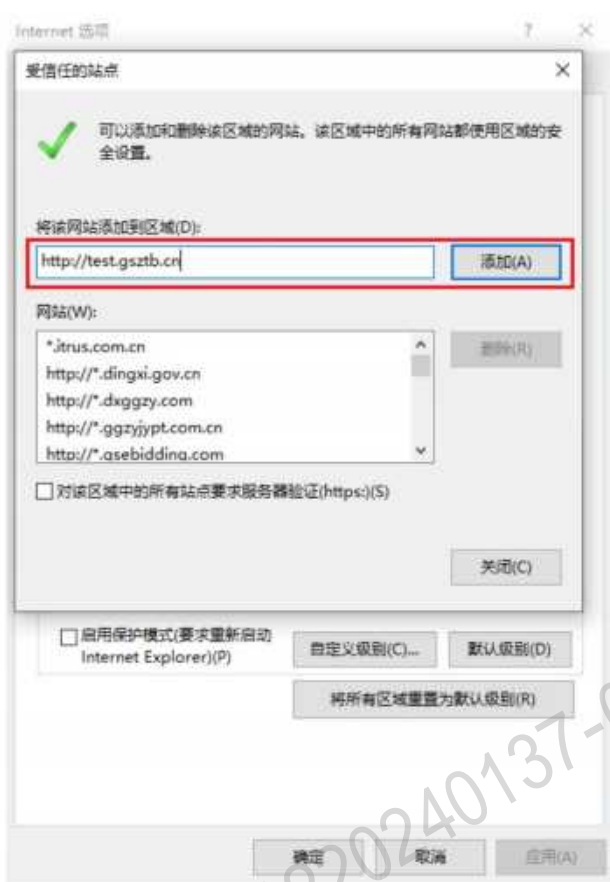 Internet 选项
?
受信任的站点
可以添加和删除该区域的网站。该区域中的所有网站都使用区域的安
全设置。
将该网站添加到区域(D):
http://test.gsztb.cn
添加(A)
网站(W):
*.itrus.com.cn
http://*.dingxi.gov.cn
http://*.dxggzy.com
http://*.ggzyjypt.com.cn
http://*.gsebidding.com
删除(R)
对该区域中的所有站点要求服务器验证(https:)(S)
关闭(C)
启用保护模式(要求重新启动
Internet Explorer)(P)
自定义级别(C)...
默认级别(D)
将所有区域重置为默认级别(R)
确定
取消
应用(A)